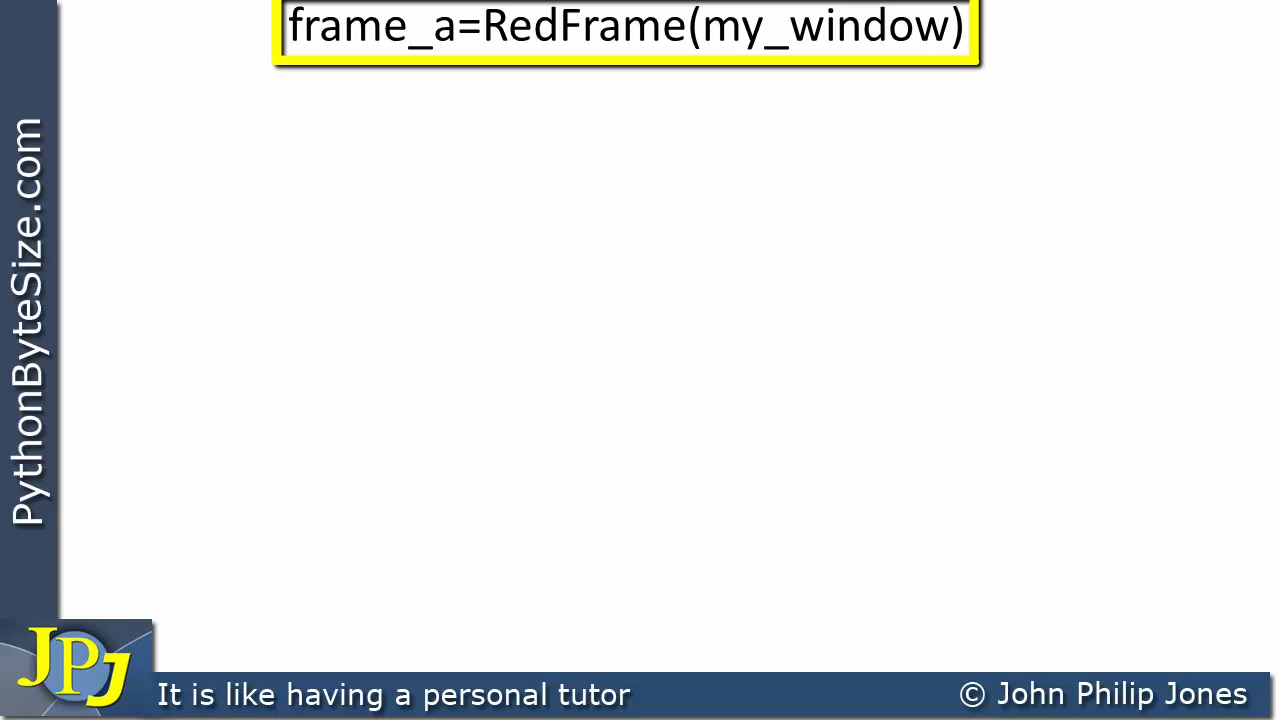 frame_a=RedFrame(my_window)
PythonByteSize.com
JPJ
It is like having a personal tutor
© John Philip Jones